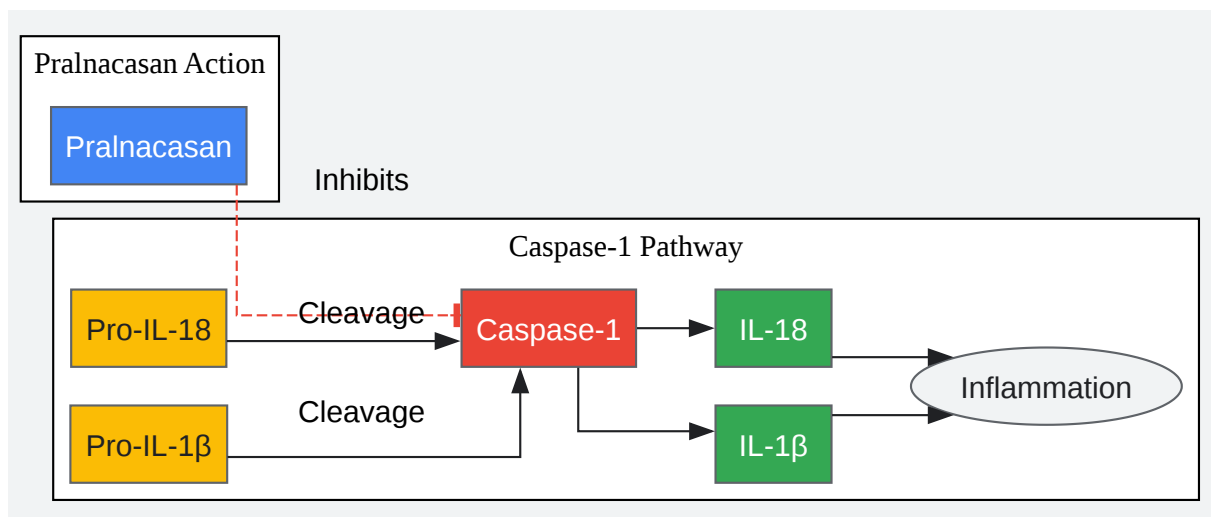 Pralnacasan Action
Pralnacasan
Inhibits
Caspase-1 Pathway
Pro-IL-18
Cleavage
Caspase-1
IL-18
Inflammation
Cleavage
Pro-IL-1β
IL-1β